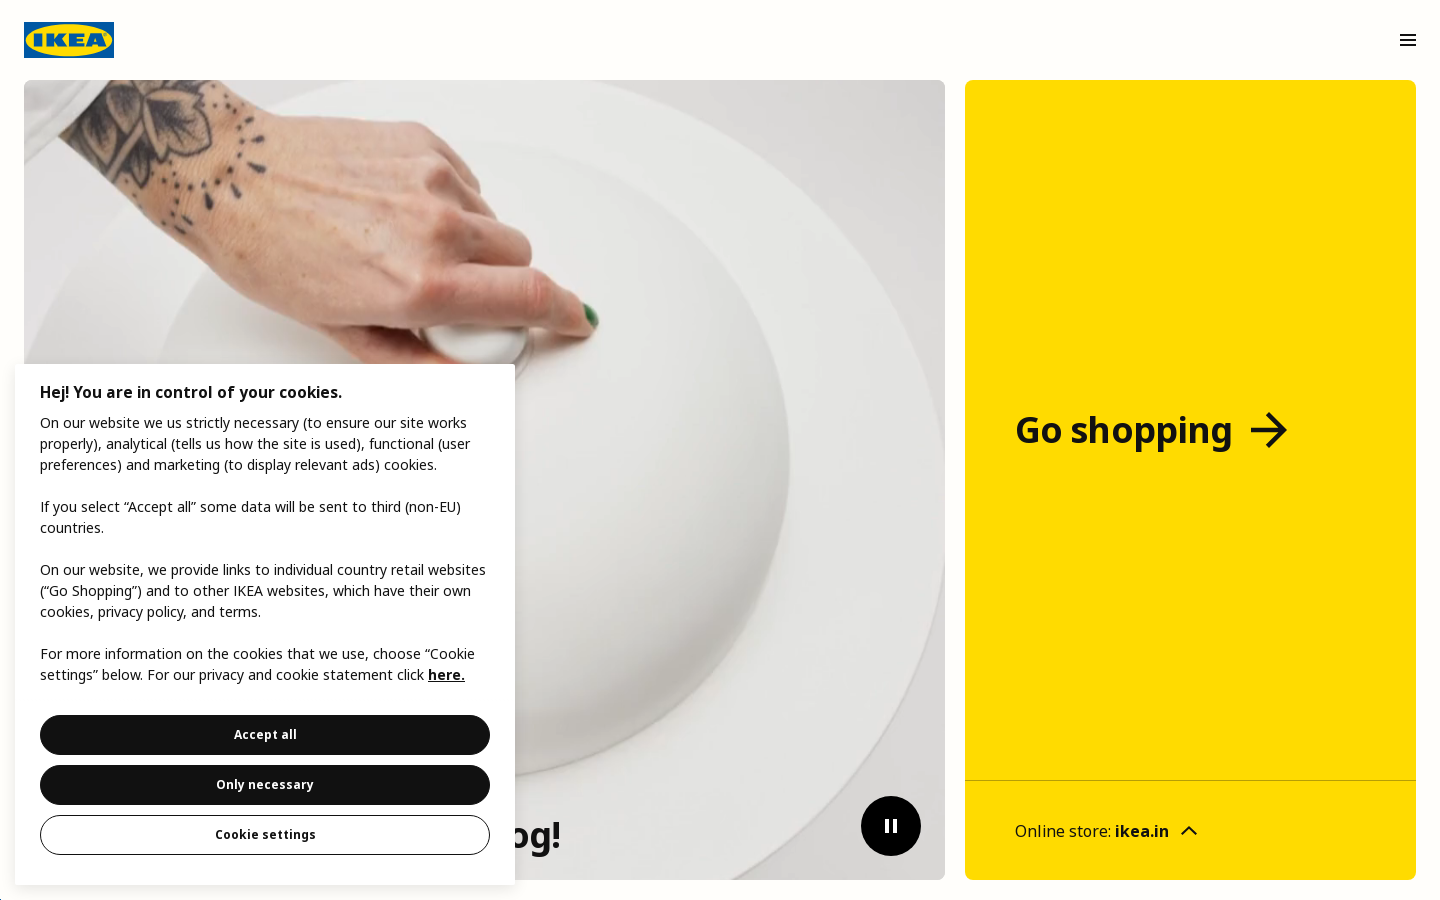 IKEA
Hej! You are in control of your cookies.
On our website we us strictly necessary (to ensure our site works
properly), analytical (tells us how the site is used), functional (user
preferences) and marketing (to display relevant ads) cookies.
If you select “Accept all” some data will be sent to third (non-EU)
countries.
On our website, we provide links to individual country retail websites
(“Go Shopping”) and to other IKEA websites, which have their own
cookies, privacy policy, and terms.
For more information on the cookies that we use, choose “Cookie
settings” below. For our privacy and cookie statement click here.
Accept all
Only necessary
Cookie settings
Go shopping
Online store: ikea.in